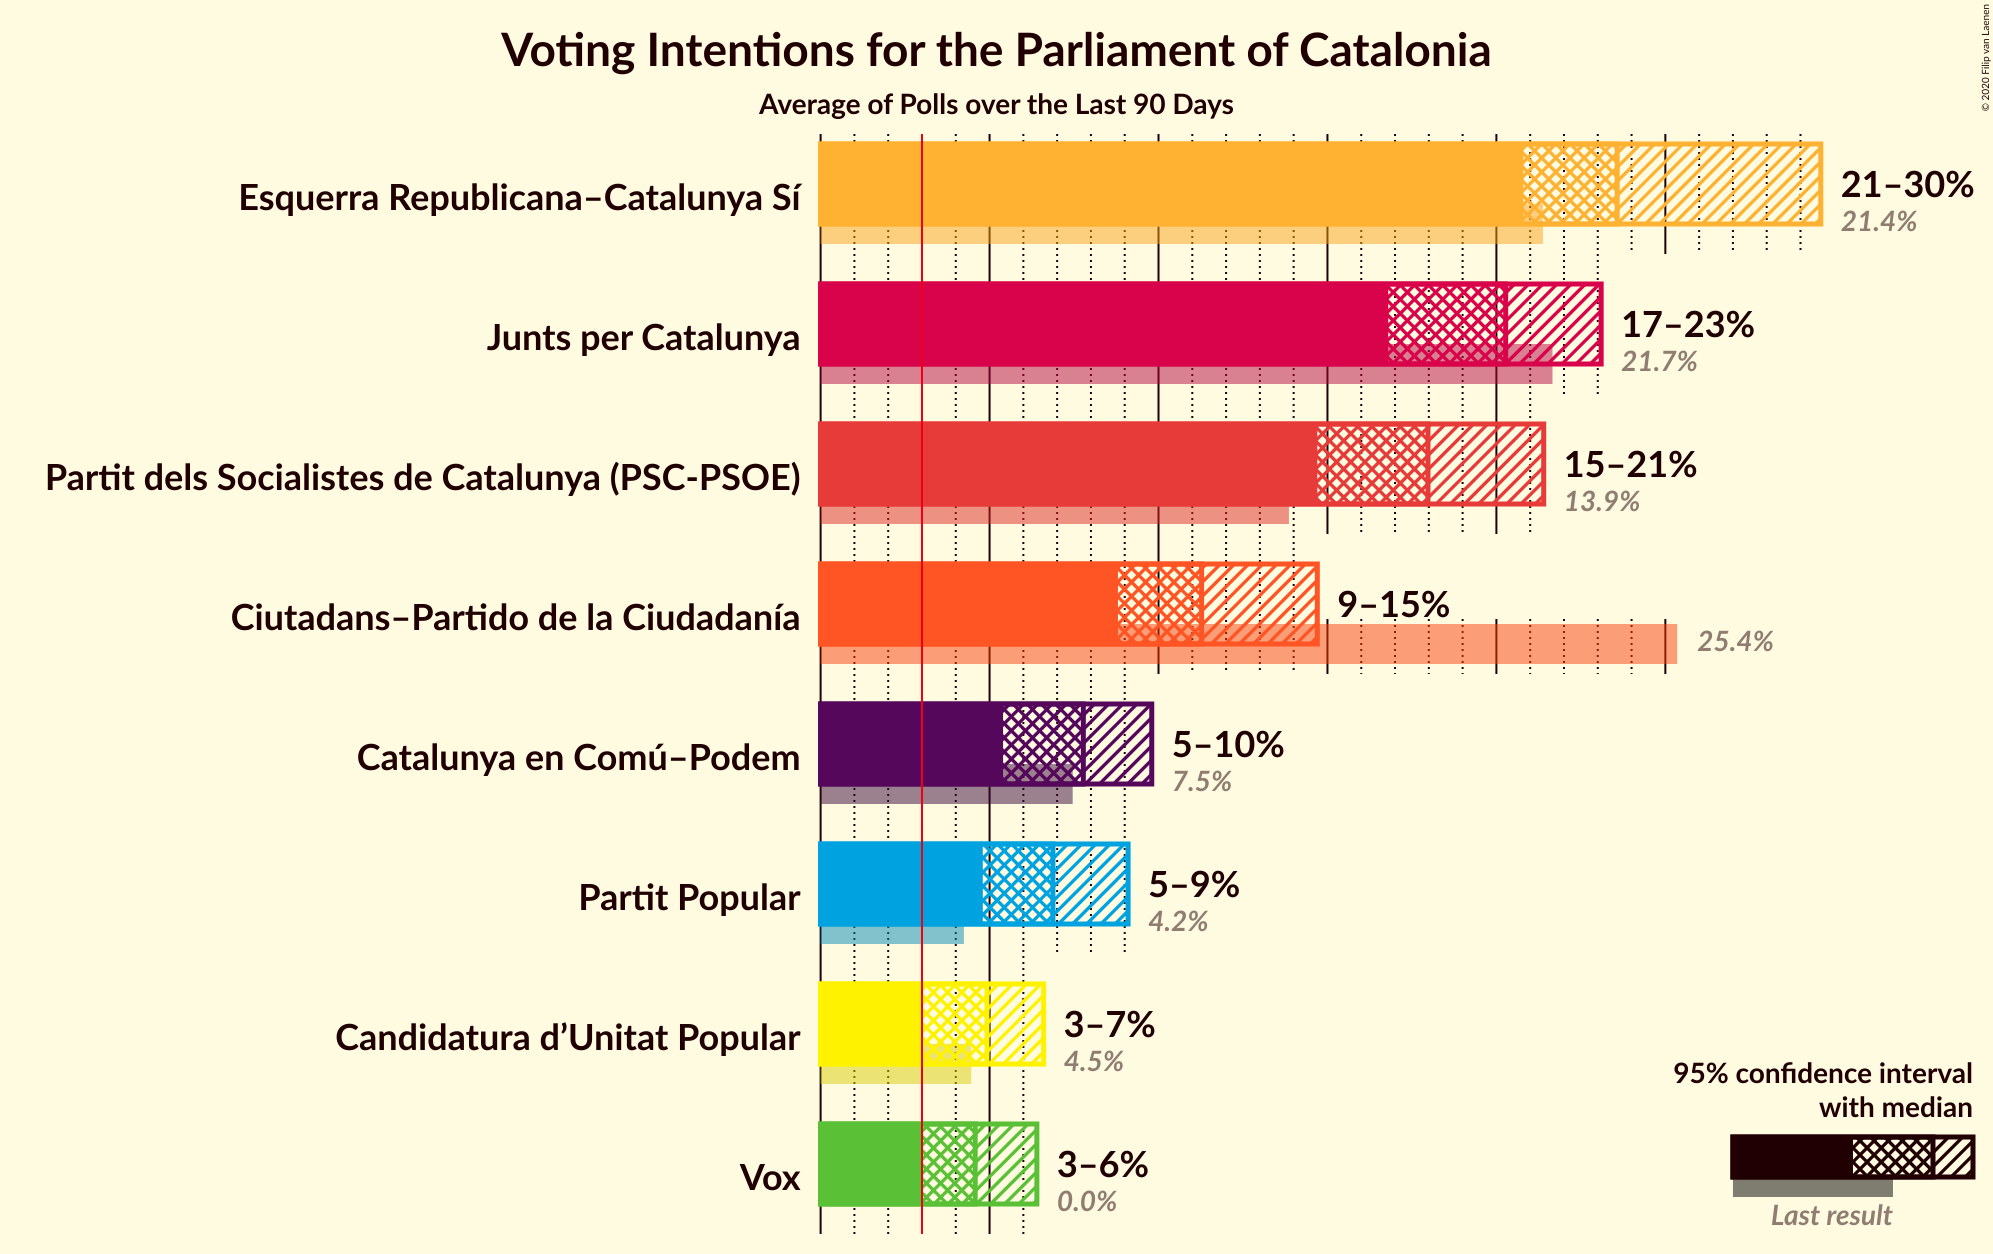 Voting Intentions for the Parliament of Catalonia
Average of Polls over the Last 90 Days
© 2020 Filip van Laenen
Esquerra Republicana–Catalunya Sí
21–30%
21.4%
Junts per Catalunya
17–23%
21.7%
Partit dels Socialistes de Catalunya (PSC-PSOE)
15–21%
13.9%
Ciutadans–Partido de la Ciudadanía
9–15%
25.4%
Catalunya en Comú–Podem
5–10%
7.5%
Partit Popular
5–9%
4.2%
Candidatura d’Unitat Popular
3–7%
4.5%
Vox
3–6%
0.0%
95% confidence interval
with median
Last result